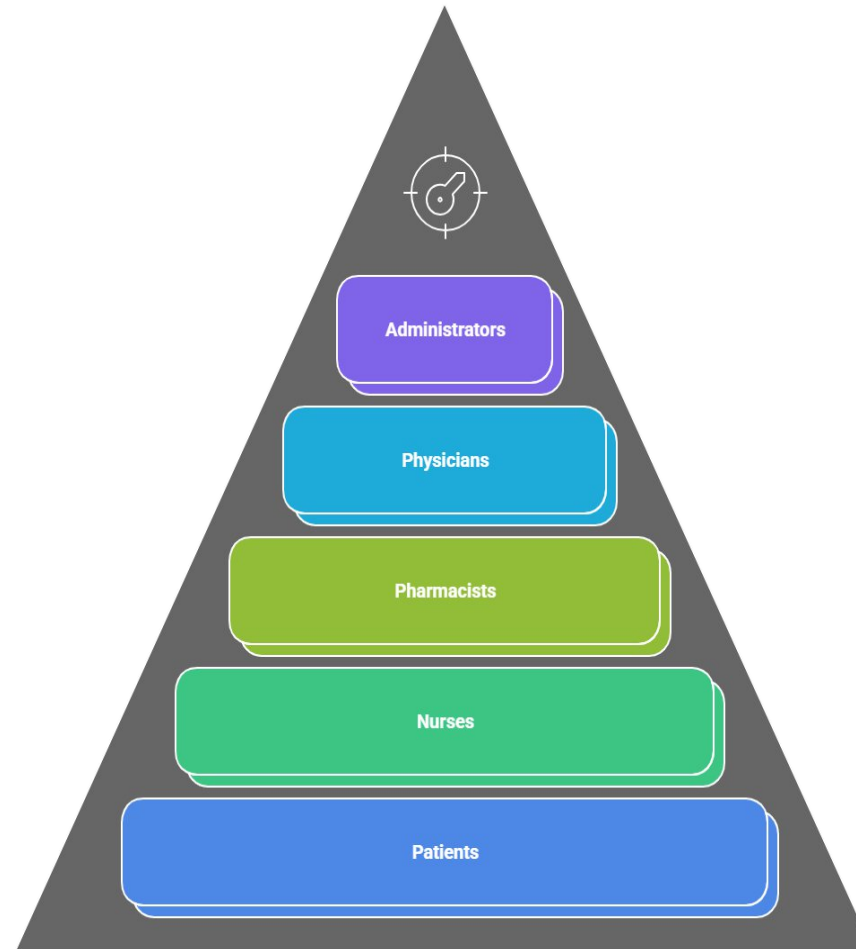 Administrators
Physicians
Pharmacists
Nurses
Patients